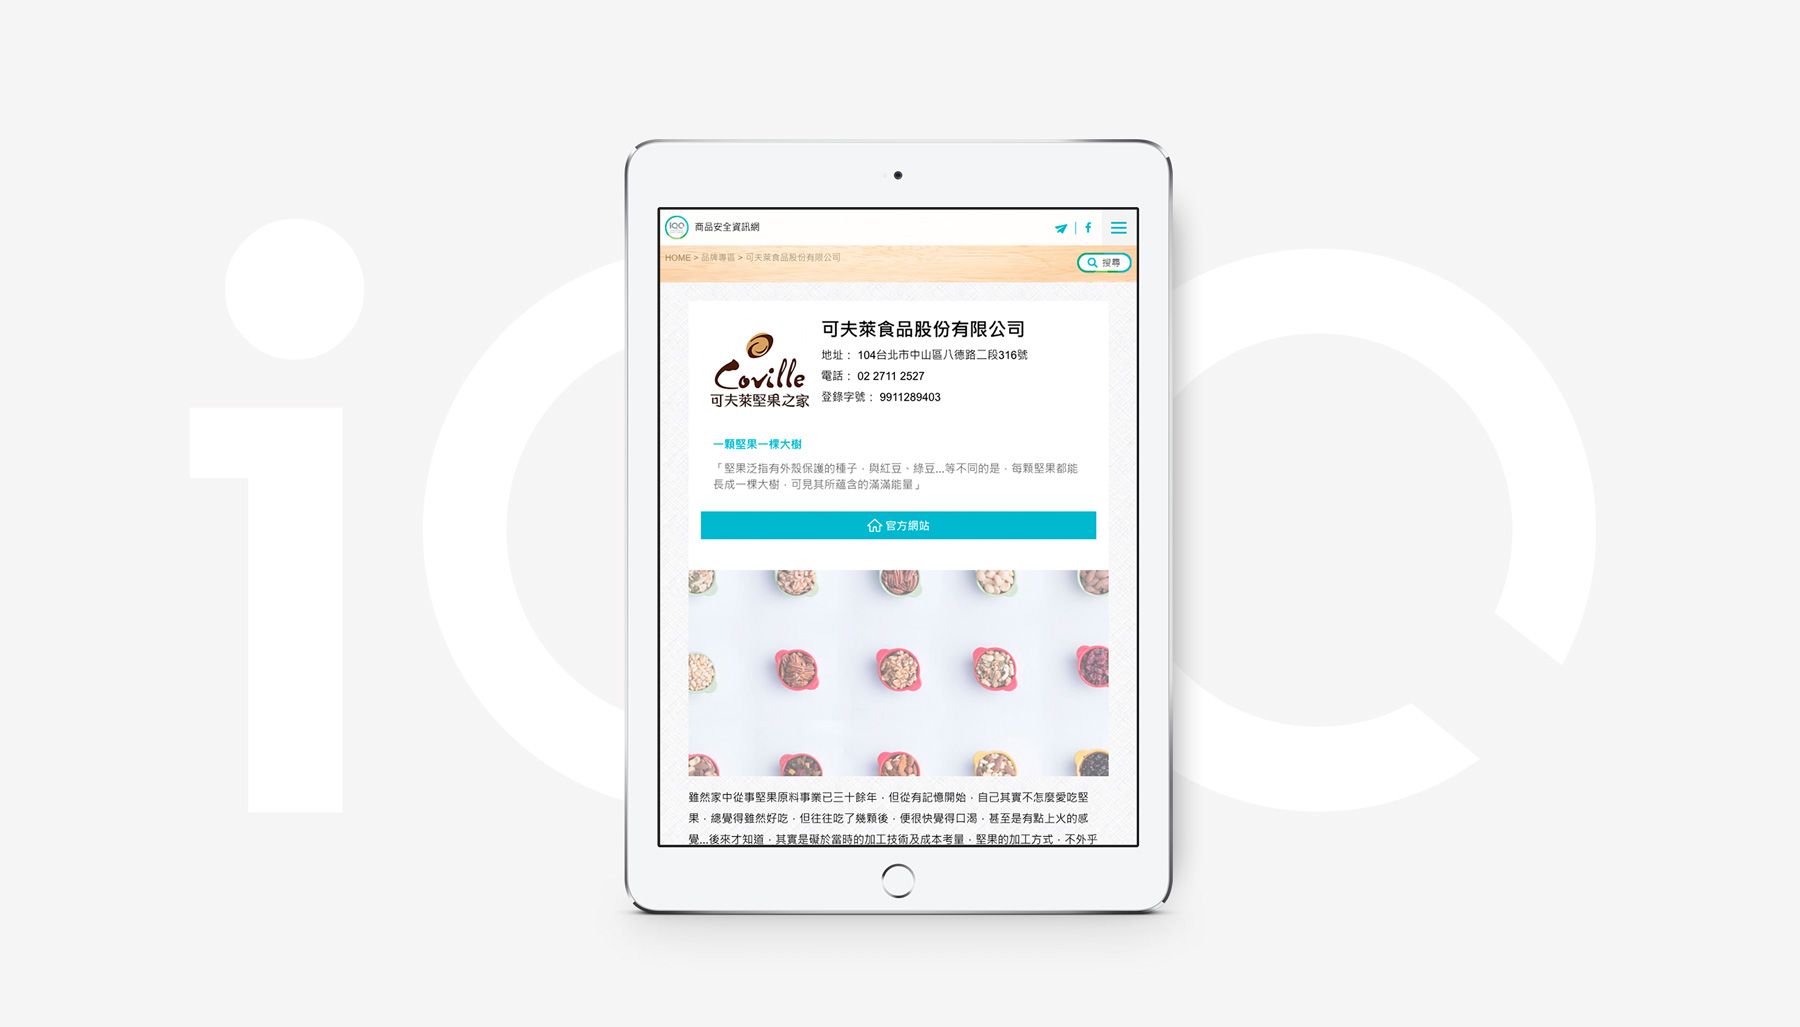 iQQ
商品安全資訊網
HOME > 品牌專區 > 可夫萊食品股份有限公司
搜尋
Coville
可夫萊堅果之家
可夫萊食品股份有限公司
地址： 104台北市中山區八德路二段316號
電話： 02 2711 2527
登錄字號： 9911289403
一顆堅果一棵大樹
「堅果泛指有外殼保護的種子，與紅豆、綠豆...等不同的是，每顆堅果都能
長成一棵大樹，可見其所蘊含的滿滿能量」
官方網站
雖然家中從事堅果原料事業已三十餘年，但從有記憶開始，自己其實不怎麼愛吃堅
果，總覺得雖然好吃，但往往吃了幾顆後，便很快覺得口渴，甚至是有點上火的感
覺...後來才知道，其實是礙於當時的加工技術及成本考量，堅果的加工方式，不外乎